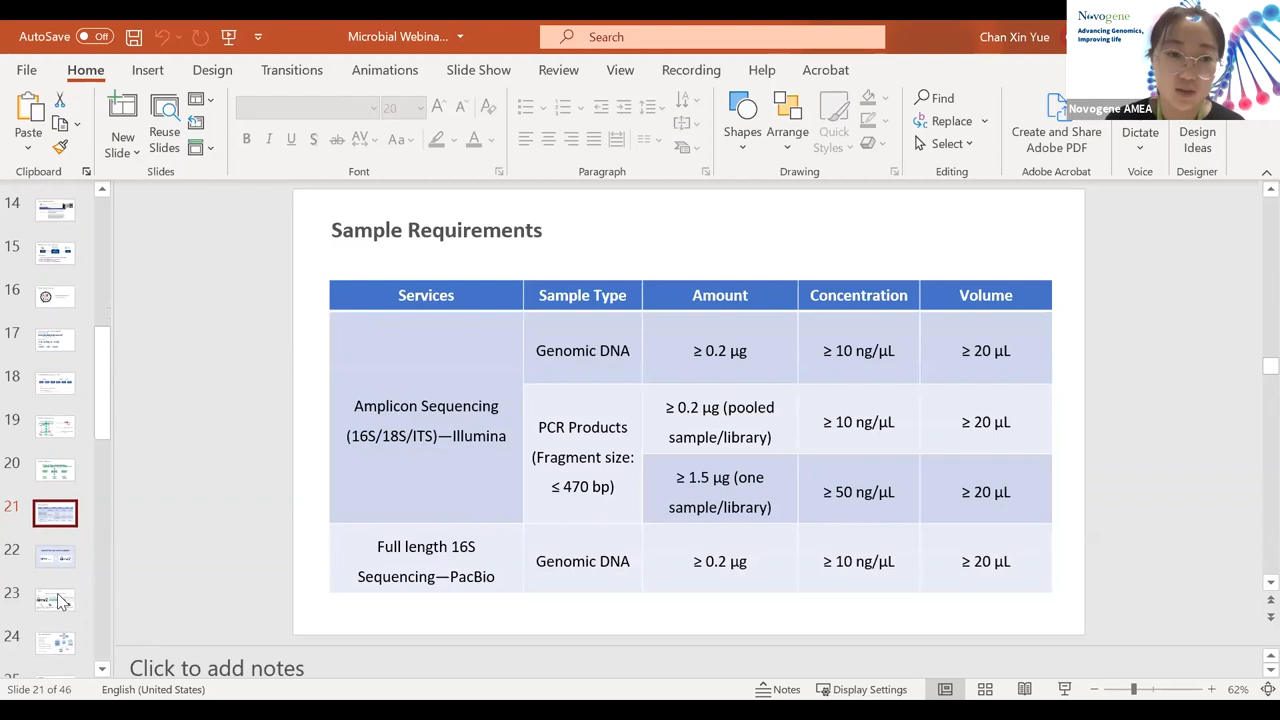 AutoSave Off
Microbial Webina...
Search
Chan Xin Yue
Novogene
Advancing Genomics,
Improving life
Novogene AMEA
File Home Insert Design Transitions Animations Slide Show Review View Recording Help Acrobat
Paste
New
Slide
Reuse
Slides
20
Shapes
Arrange
Quick
Styles
Find
Replace
Select
Create and Share
Adobe PDF
Dictate
Design
Ideas
Clipboard
Slides
Font
Paragraph
Drawing
Editing
Adobe Acrobat
Voice
Designer
14
15
16
17
18
19
20
21
22
23
24
Sample Requirements
Services Sample Type Amount Concentration Volume
Amplicon Sequencing
(16S/18S/ITS)—Illumina
Genomic DNA ≥ 0.2 µg ≥ 10 ng/µL ≥ 20 µL
PCR Products
(Fragment size:
≤ 470 bp)
≥ 0.2 µg (pooled
sample/library)
≥ 10 ng/µL ≥ 20 µL
≥ 1.5 µg (one
sample/library)
≥ 50 ng/µL ≥ 20 µL
Full length 16S
Sequencing—PacBio
Genomic DNA ≥ 0.2 µg ≥ 10 ng/µL ≥ 20 µL
Click to add notes
Slide 21 of 46
English (United States)
Notes
Display Settings
62%